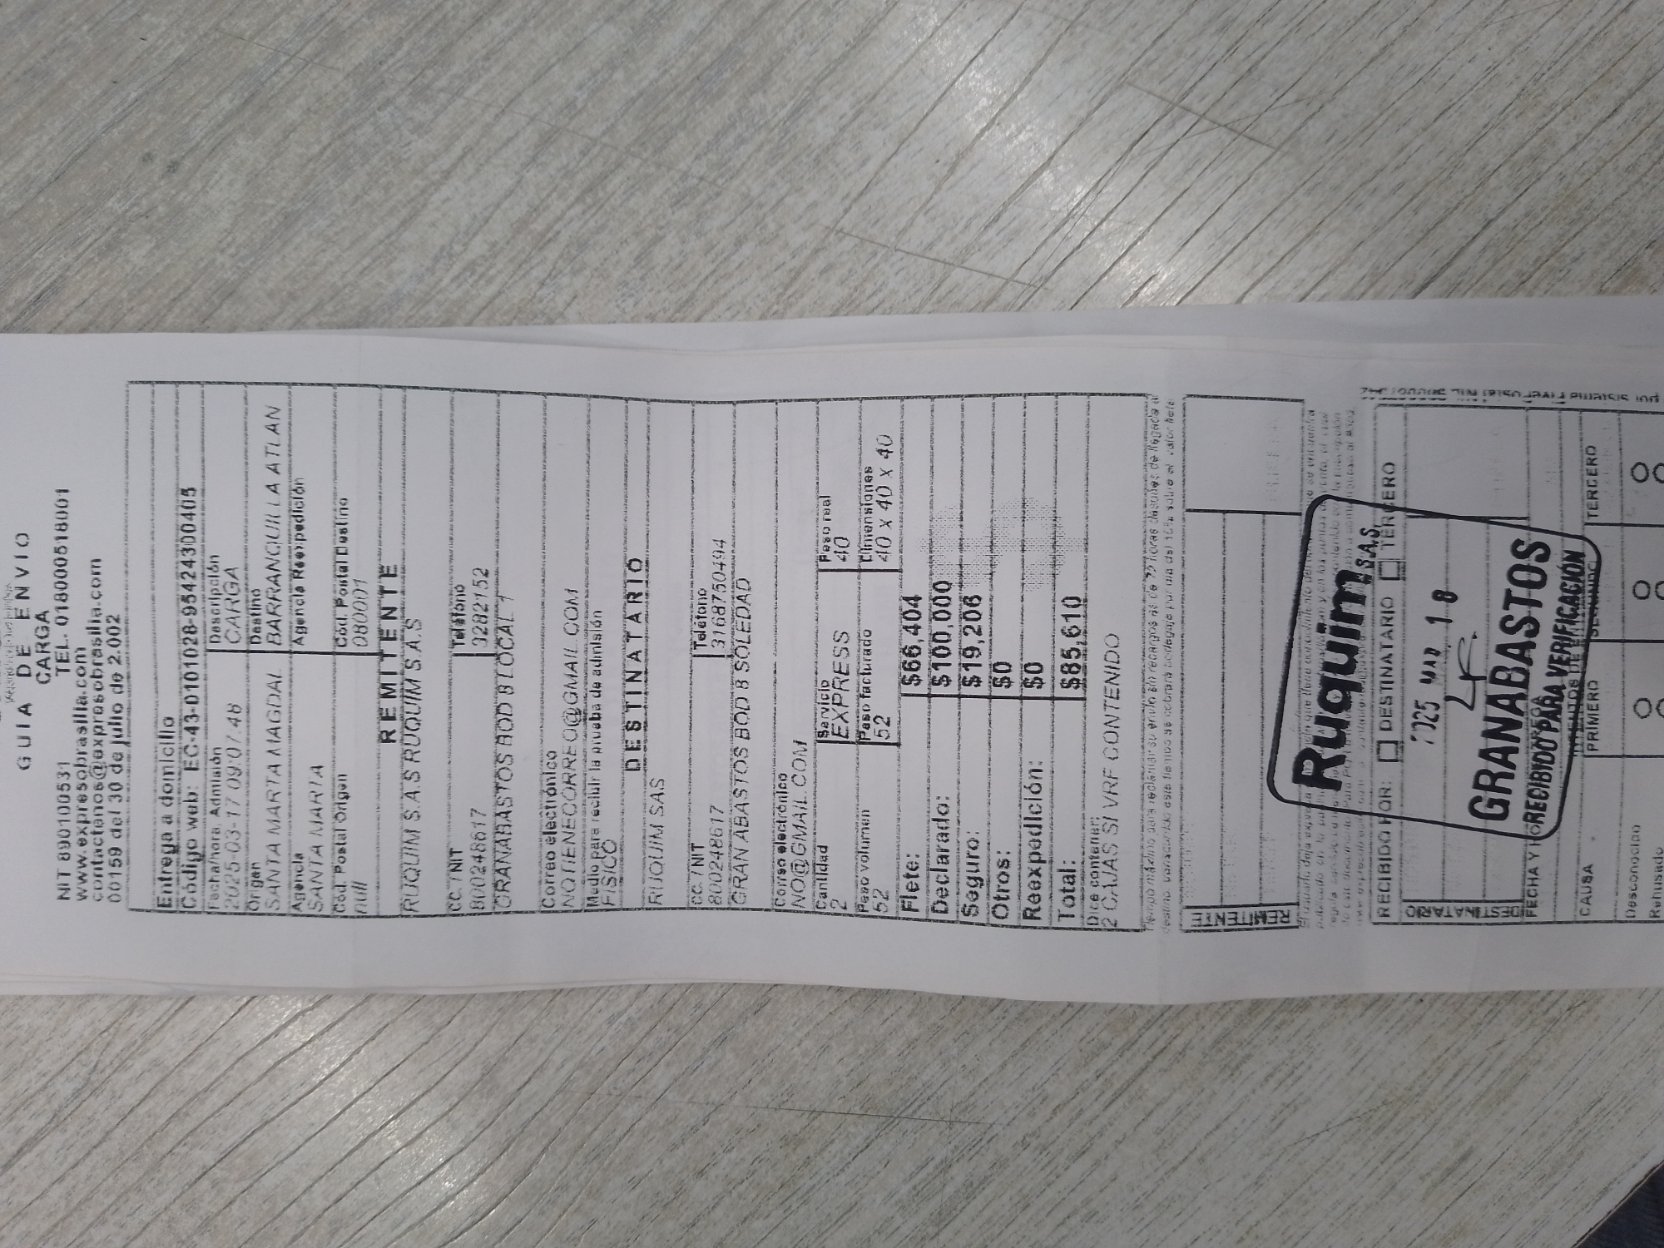 GUIA DE ENVIO
CARGA
NIT 890100531 TEL. 018000518001
www.expresobrasilia.com
contactenos@expresobrasilia.com
00159 del 30 de julio de 2.002
Entrega a domicilio
Código web: EC-43-0101028-95424300405
Fecha/hora Admisión Descripción
2025-03-17 09:07:48 CARGA
Origen Destino
SANTA MARTA MAGDAL BARRANQUILLA ATLAN
Agencia Agencia Reexpedición
SANTA MARTA
Cód. Postal Origen Cód. Postal Destino
null 080001
REMITENTE
RUQUIM S.A.S RUQUIM S.A.S
CC. / NIT Teléfono
800248617 3282152
GRANABASTOS BOD 8 LOCAL 1
Correo electrónico
NOTIENECORREO@GMAIL.COM
Medio para recibir la prueba de admisión
FISICO
DESTINATARIO
RUQUIM SAS
CC. / NIT Teléfono
800248617 3168750494
GRAN ABASTOS BOD 8 SOLEDAD
Correo electrónico
NO@GMAIL.COM
Cantidad Servicio Peso real
2 EXPRESS 40
Peso volumen Peso facturado Dimensiones
52 52 40 X 40 X 40
Flete: $66,404
Declarado: $100,000
Seguro: $19,206
Otros: $0
Reexpedición: $0
Total: $85,610
Dice contener:
2 CAJAS SI VRF CONTENIDO
REMITENTE
RECIBIDO POR: DESTINATARIO TERCERO
DESTINATARIO
Ruquim S.A.S.
2025 MAR 18
GRANABASTOS
RECIBIDO PARA VERIFICACIÓN
FECHA Y HORA
CAUSA PRIMERO SEGUNDO TERCERO
Desconocido
Rehusado